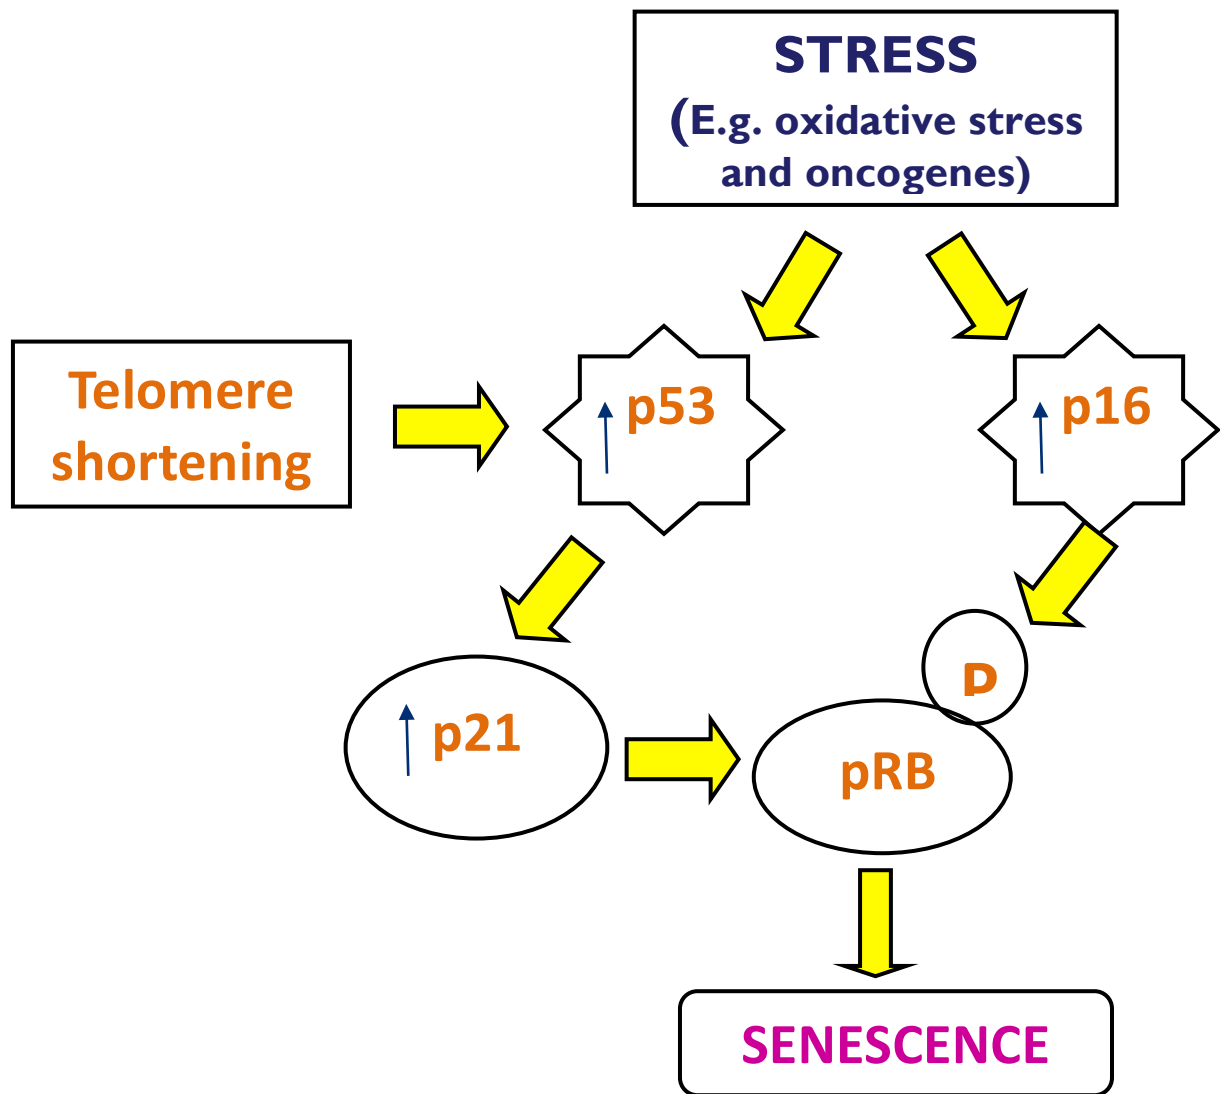 STRESS
(E.g. oxidative stress
and oncogenes)
Telomere
shortening
p53
p16
p21
P
pRB
SENESCENCE